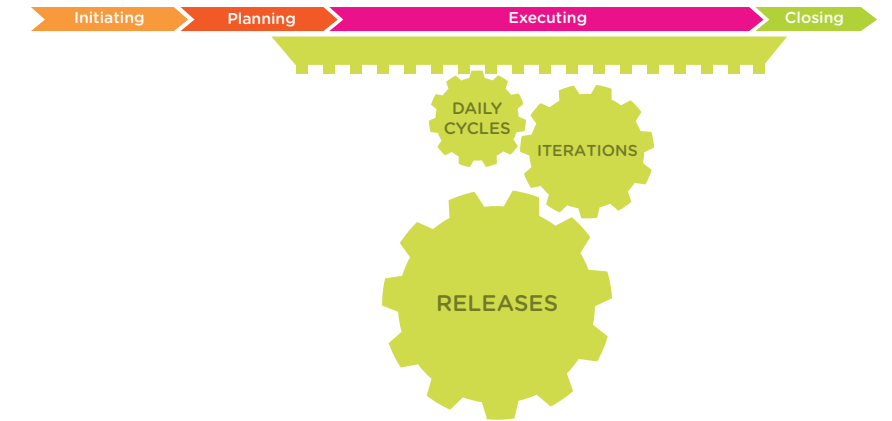 Initiating
Planning
Executing
Closing
DAILY
CYCLES
ITERATIONS
RELEASES